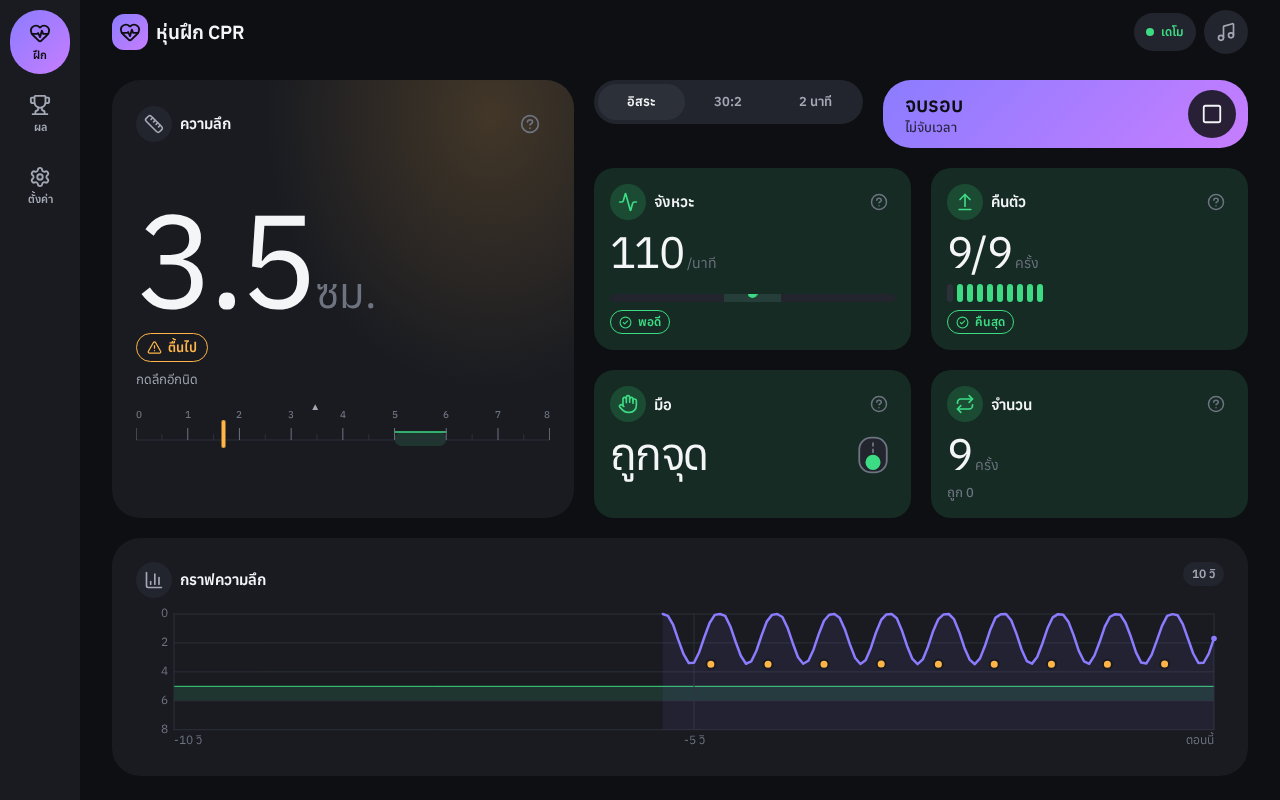 ฝึก
ผล
ตั้งค่า
หุ่นฝึก CPR
เดโม
ความลึก
3.5 ซม.
ตื้นไป
กดลึกอีกนิด
0 1 2 3 4 5 6 7 8
อิสระ 30:2 2 นาที
จบรอบ
ไม่จับเวลา
จังหวะ
110 /นาที
พอดี
คืนตัว
9/9 ครั้ง
คืนสุด
มือ
ถูกจุด
จำนวน
9 ครั้ง
ถูก 0
กราฟความลึก
10 วิ
0
2
4
6
8
-10 วิ -5 วิ ตอนนี้